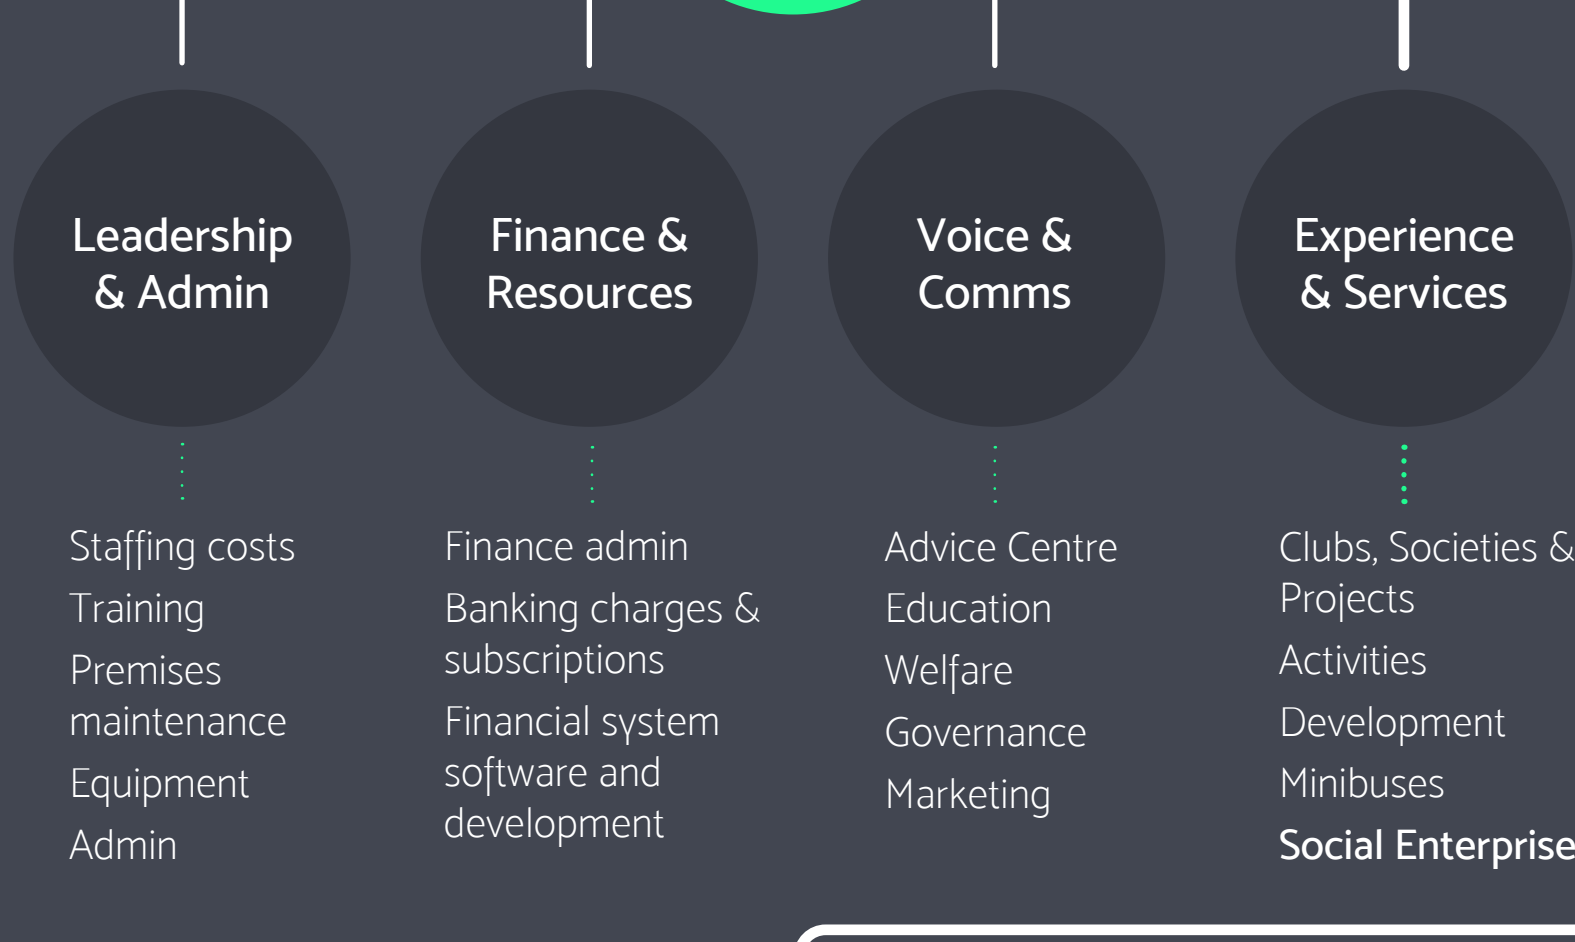 Leadership
& Admin
Finance &
Resources
Voice &
Comms
Experience
& Services
Staffing costs
Training
Premises
maintenance
Equipment
Admin
Finance admin
Banking charges &
subscriptions
Financial system
software and
development
Advice Centre
Education
Welfare
Governance
Marketing
Clubs, Societies &
Projects
Activities
Development
Minibuses
Social Enterprise